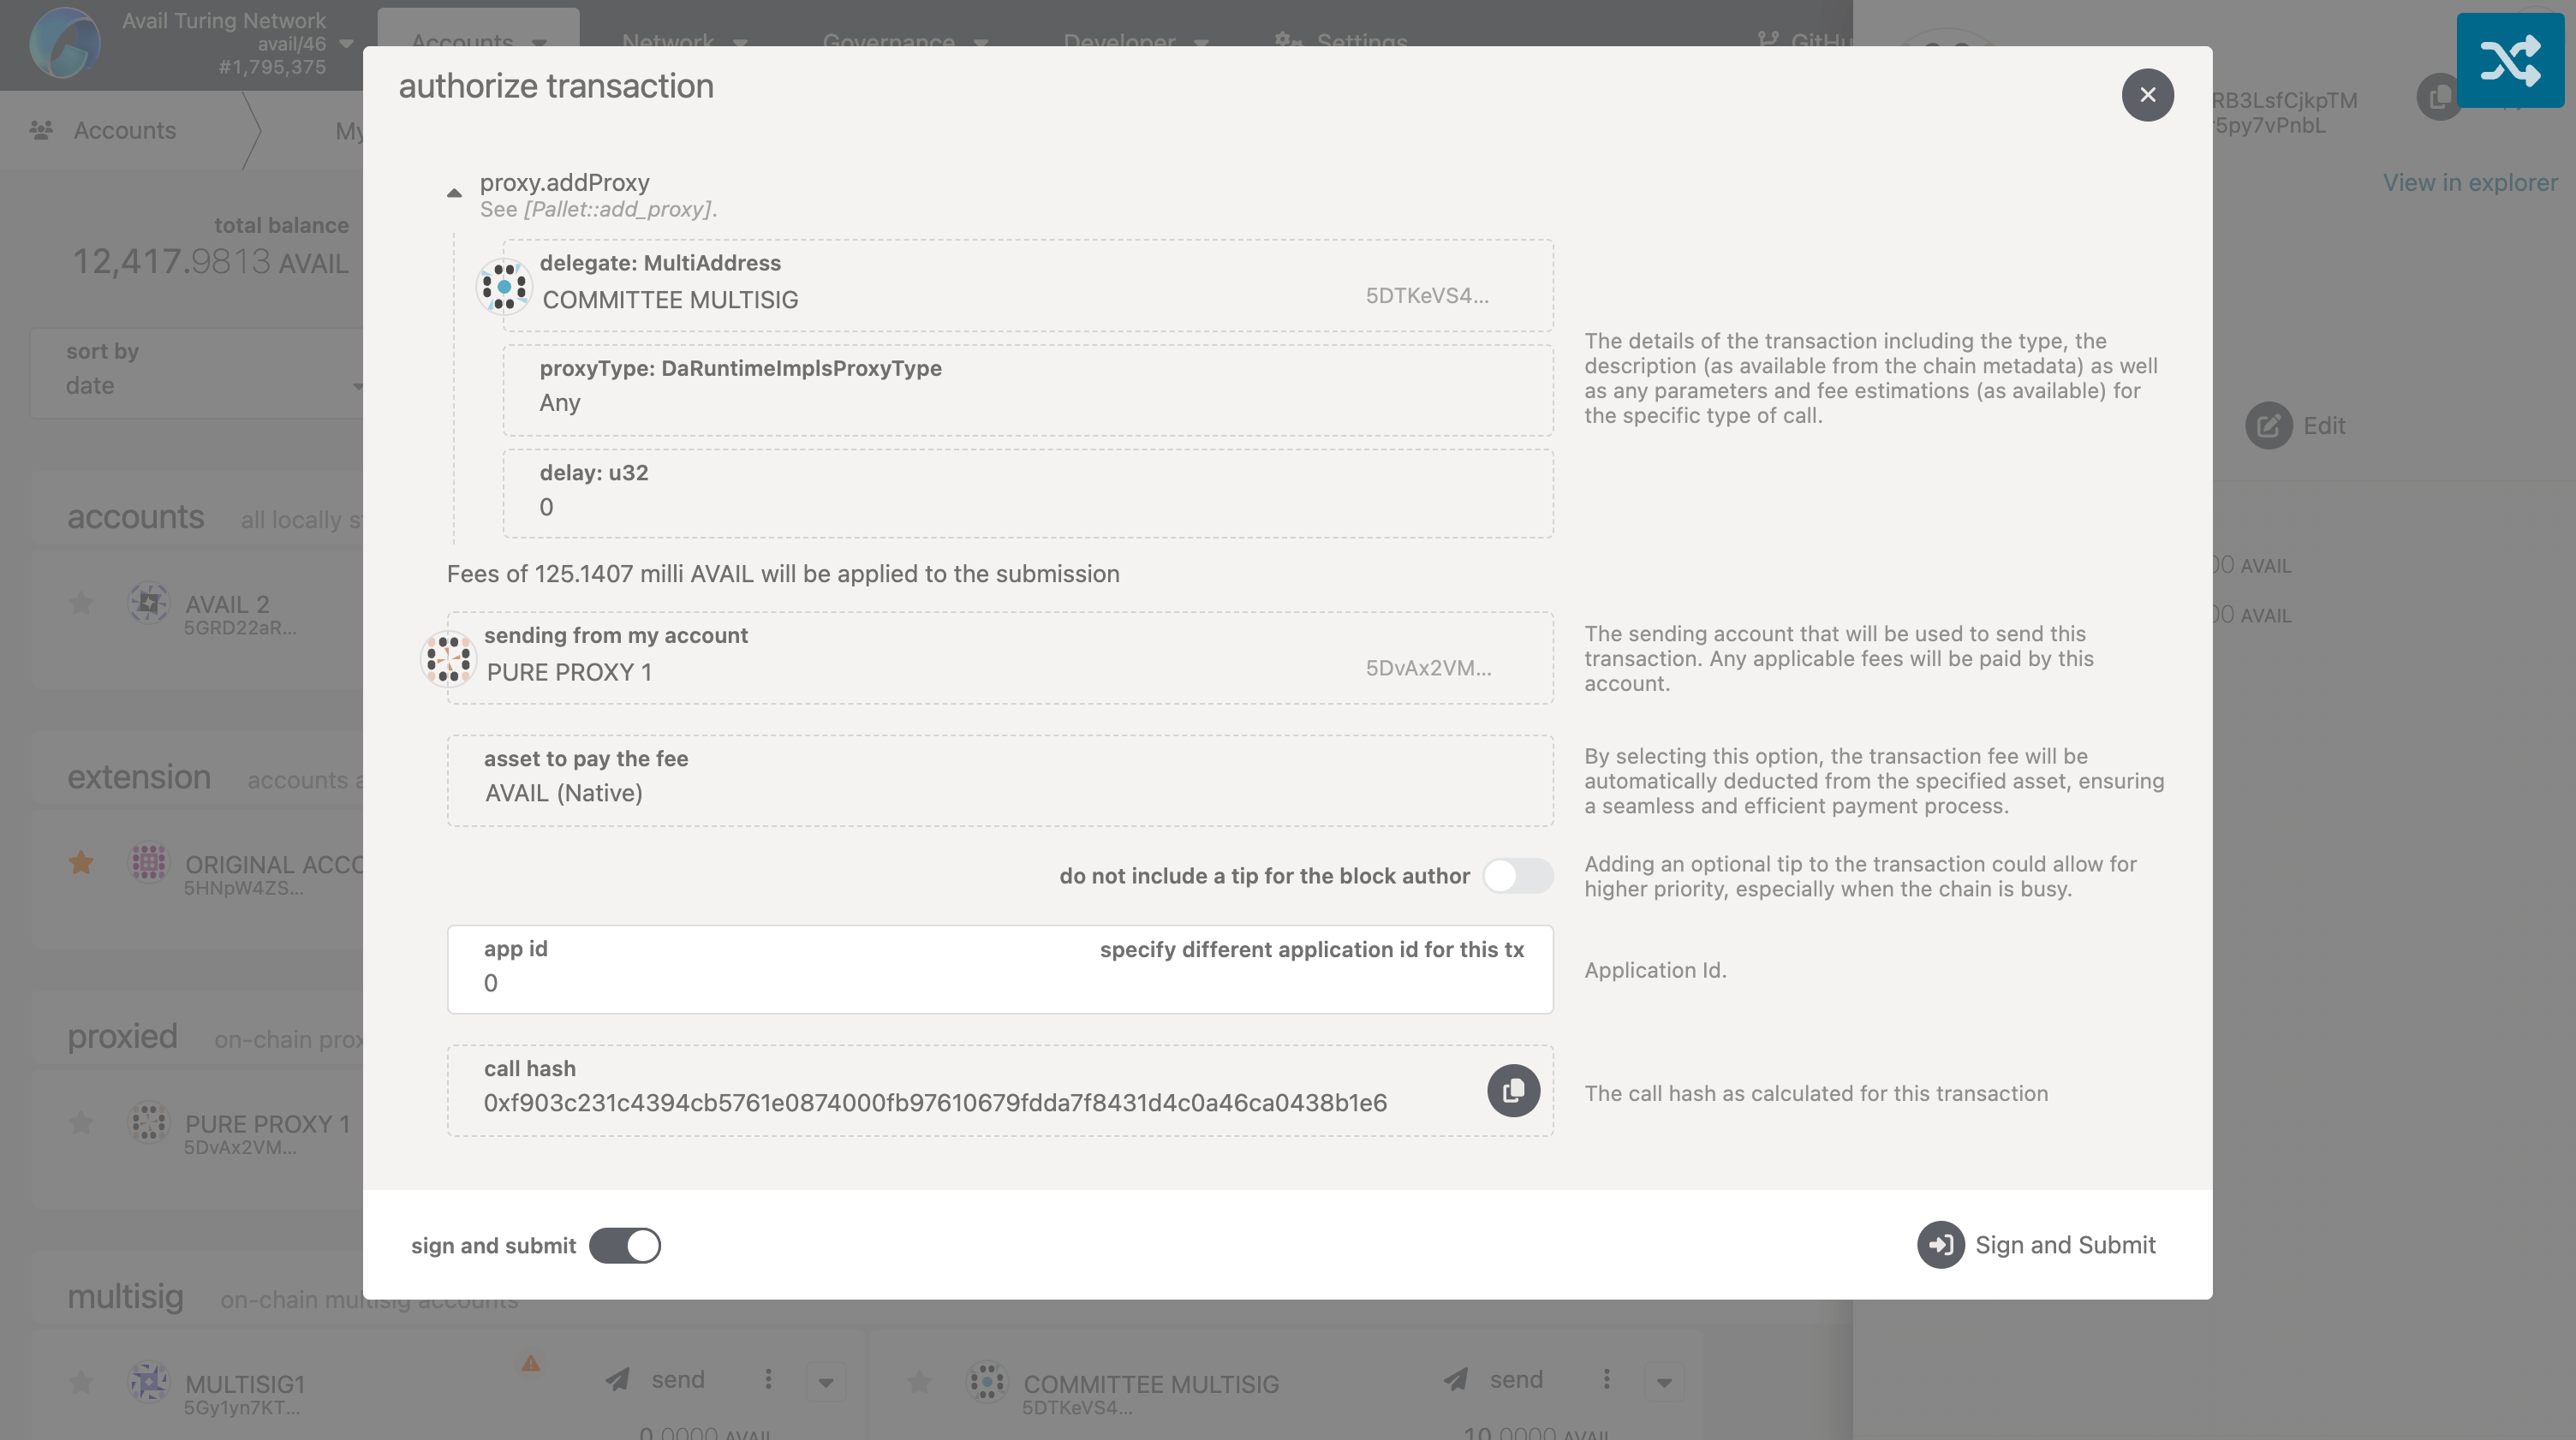 Avail Turing Network
avail/46
#1,795,375
Accounts
Network
Governance
Developer
Settings
Accounts
authorize transaction
RB3LsfCjkpTM
5py7vPnbL
View in explorer
total balance
12,417.9813 AVAIL
sort by
date
proxy.addProxy
See [Pallet::add_proxy].
delegate: MultiAddress
COMMITTEE MULTISIG
5DTKeVS4...
proxyType: DaRuntimeImplsProxyType
Any
delay: u32
0
The details of the transaction including the type, the
description (as available from the chain metadata) as well
as any parameters and fee estimations (as available) for
the specific type of call.
Edit
accounts
all locally
Fees of 125.1407 milli AVAIL will be applied to the submission
AVAIL
AVAIL
AVAIL 2
5GRD22aR...
sending from my account
PURE PROXY 1
5DvAx2VM...
The sending account that will be used to send this
transaction. Any applicable fees will be paid by this
account.
extension
accounts
asset to pay the fee
AVAIL (Native)
By selecting this option, the transaction fee will be
automatically deducted from the specified asset, ensuring
a seamless and efficient payment process.
ORIGINAL ACCO
5HNpW4ZS...
do not include a tip for the block author
Adding an optional tip to the transaction could allow for
higher priority, especially when the chain is busy.
app id
specify different application id for this tx
0
Application Id.
proxied
on-chain
call hash
0xf903c231c4394cb5761e0874000fb97610679fdda7f8431d4c0a46ca0438b1e6
The call hash as calculated for this transaction
PURE PROXY 1
5DvAx2VM...
sign and submit
Sign and Submit
multisig
on-chain multisig accounts
MULTISIG1
5Gy1yn7KT...
send
COMMITTEE MULTISIG
5DTKeVS4...
send
0.0000 AVAIL
10.0000 AVAIL